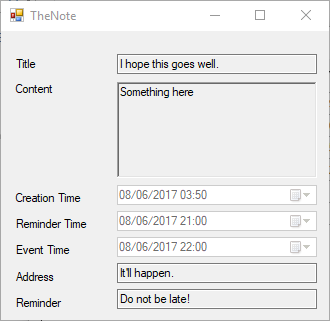 TheNote
Title I hope this goes well.
Content Something here
Creation Time 08/06/2017 03:50
Reminder Time 08/06/2017 21:00
Event Time 08/06/2017 22:00
Address It'll happen.
Reminder Do not be late!